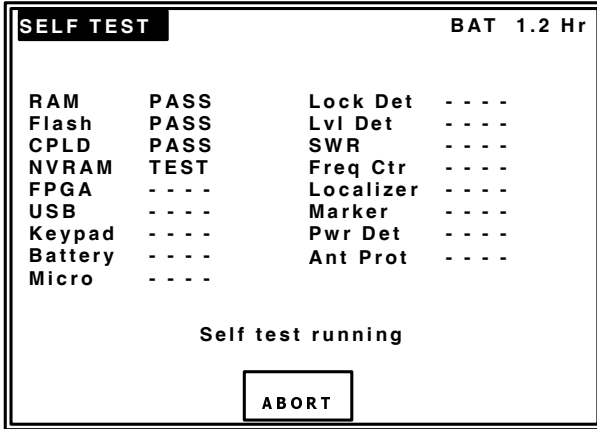 SELF TEST BAT 1.2 Hr
RAM PASS Lock Det - - - -
Flash PASS Lvl Det - - - -
CPLD PASS SWR - - - -
NVRAM TEST Freq Ctr - - - -
FPGA - - - - Localizer - - - -
USB - - - - Marker - - - -
Keypad - - - - Pwr Det - - - -
Battery - - - - Ant Prot - - - -
Micro - - - -
Self test running
ABORT